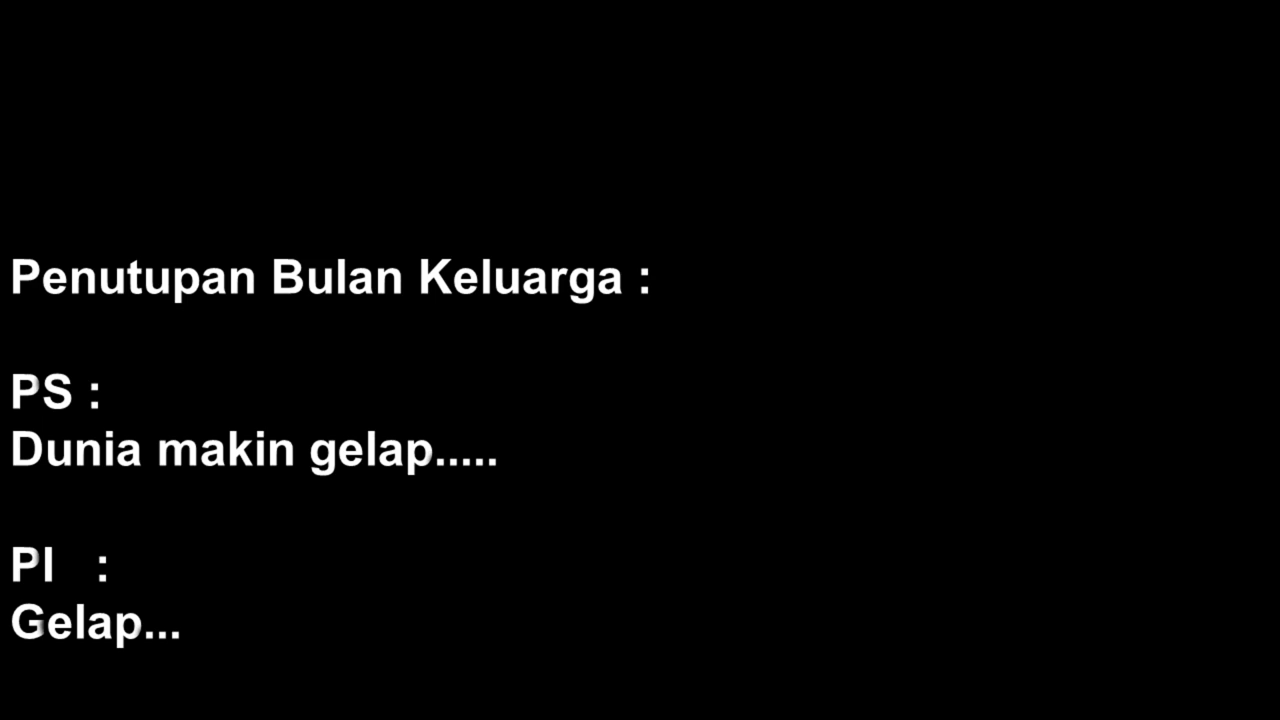 Penutupan Bulan Keluarga :
PS :
Dunia makin gelap.....
PI :
Gelap...